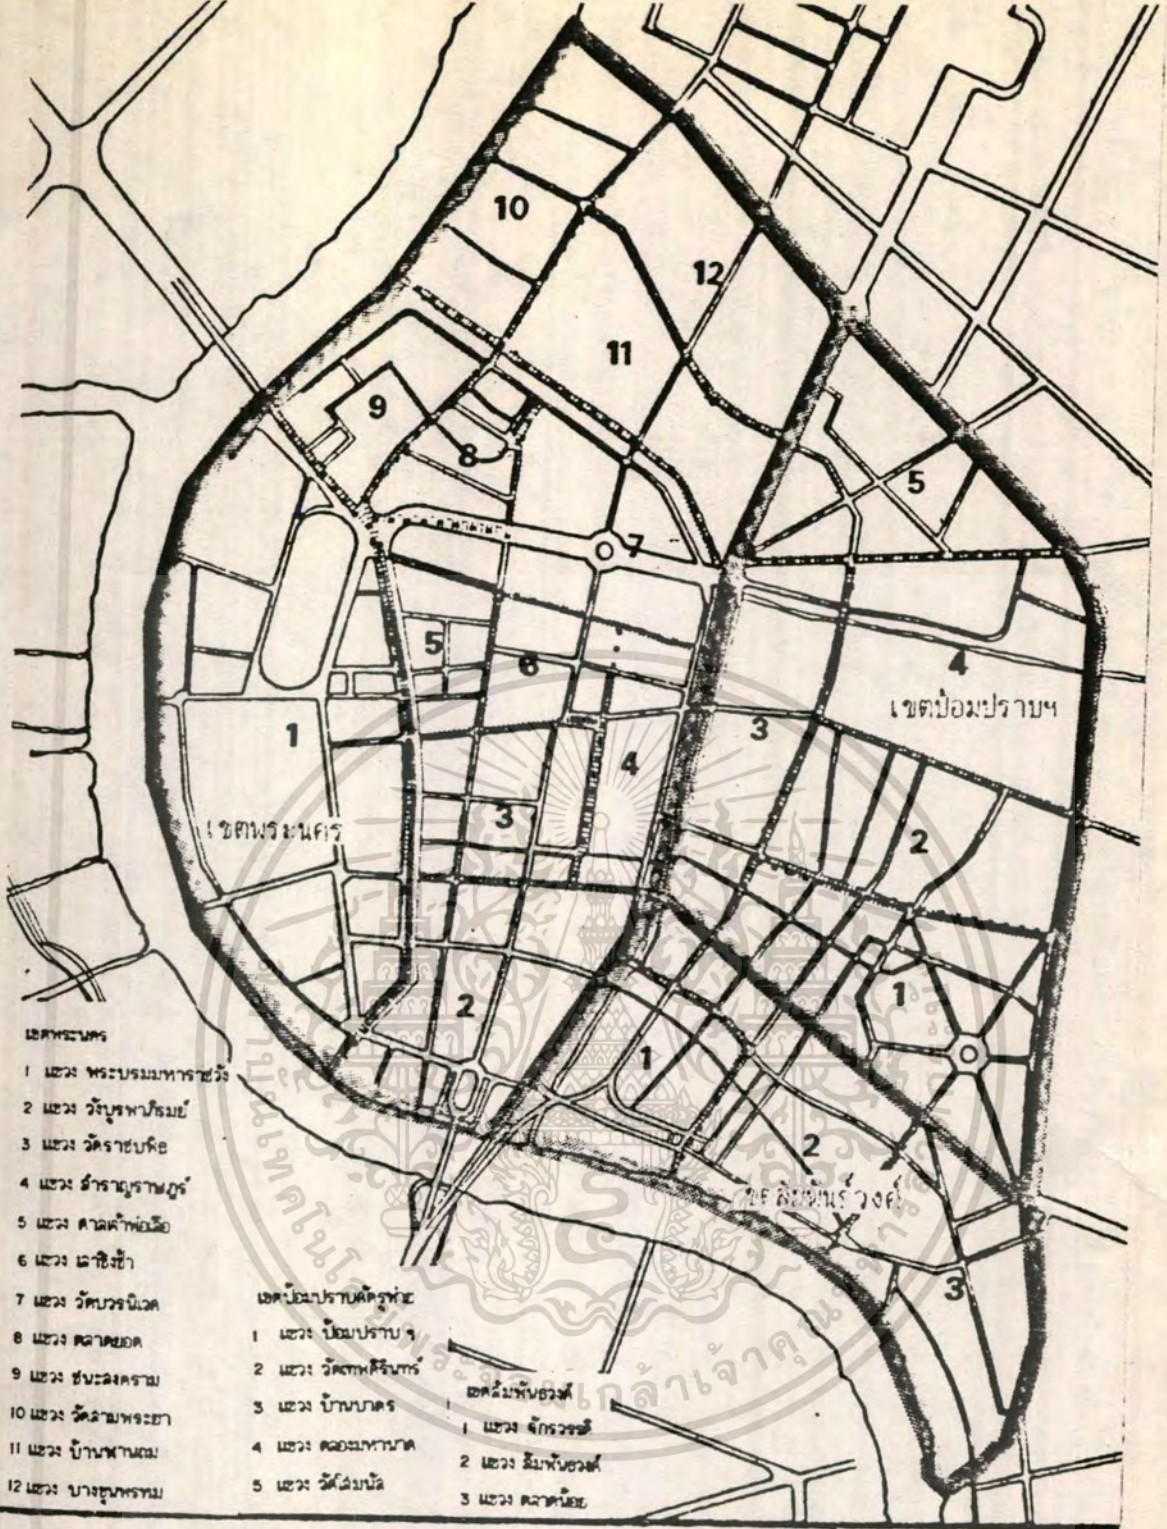 10
12
11
9
8
5
7
5
6
4
เขตป้อมปราบฯ
3
1
4
เขตพระนคร
3
2
1
2
1
2
เขตสัมพันธ์วงศ์
3
เขตพระนคร
1 แขวง พระบรมมหาราชวัง
2 แขวง วังบูรพาภิรมย์
3 แขวง วัดราชบพิธ
4 แขวง สำราญราษฎร์
5 แขวง ศาลเจ้าพ่อเสือ
6 แขวง เสาชิงช้า
7 แขวง วัดบวรนิเวศ
8 แขวง ตลาดยอด
9 แขวง ชนะสงคราม
10 แขวง วัดสามพระยา
11 แขวง บ้านพานถม
12 แขวง บางขุนพรหม
เขตป้อมปราบศัตรูพ่าย
1 แขวง ป้อมปราบ ฯ
2 แขวง วัดเทพศิรินทร์
3 แขวง บ้านบาตร
4 แขวง คลองมหานาค
5 แขวง วัดโสมนัส
เขตสัมพันธวงศ์
1 แขวง จักรวรรดิ
2 แขวง สัมพันธวงศ์
3 แขวง ตลาดน้อย
พระจอมเกล้าเจ้าคุณ